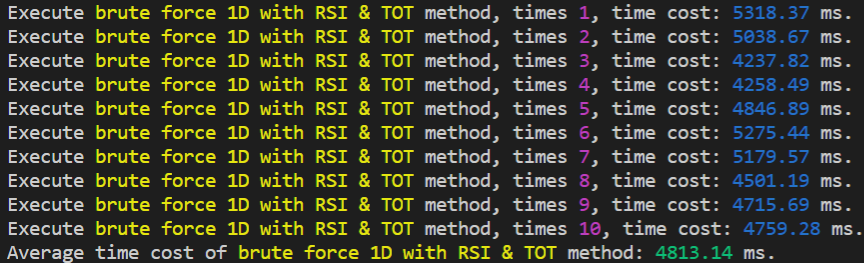 Execute brute force 1D with RSI & TOT method, times 1, time cost: 5318.37 ms.
Execute brute force 1D with RSI & TOT method, times 2, time cost: 5038.67 ms.
Execute brute force 1D with RSI & TOT method, times 3, time cost: 4237.82 ms.
Execute brute force 1D with RSI & TOT method, times 4, time cost: 4258.49 ms.
Execute brute force 1D with RSI & TOT method, times 5, time cost: 4846.89 ms.
Execute brute force 1D with RSI & TOT method, times 6, time cost: 5275.44 ms.
Execute brute force 1D with RSI & TOT method, times 7, time cost: 5179.57 ms.
Execute brute force 1D with RSI & TOT method, times 8, time cost: 4501.19 ms.
Execute brute force 1D with RSI & TOT method, times 9, time cost: 4715.69 ms.
Execute brute force 1D with RSI & TOT method, times 10, time cost: 4759.28 ms.
Average time cost of brute force 1D with RSI & TOT method: 4813.14 ms.